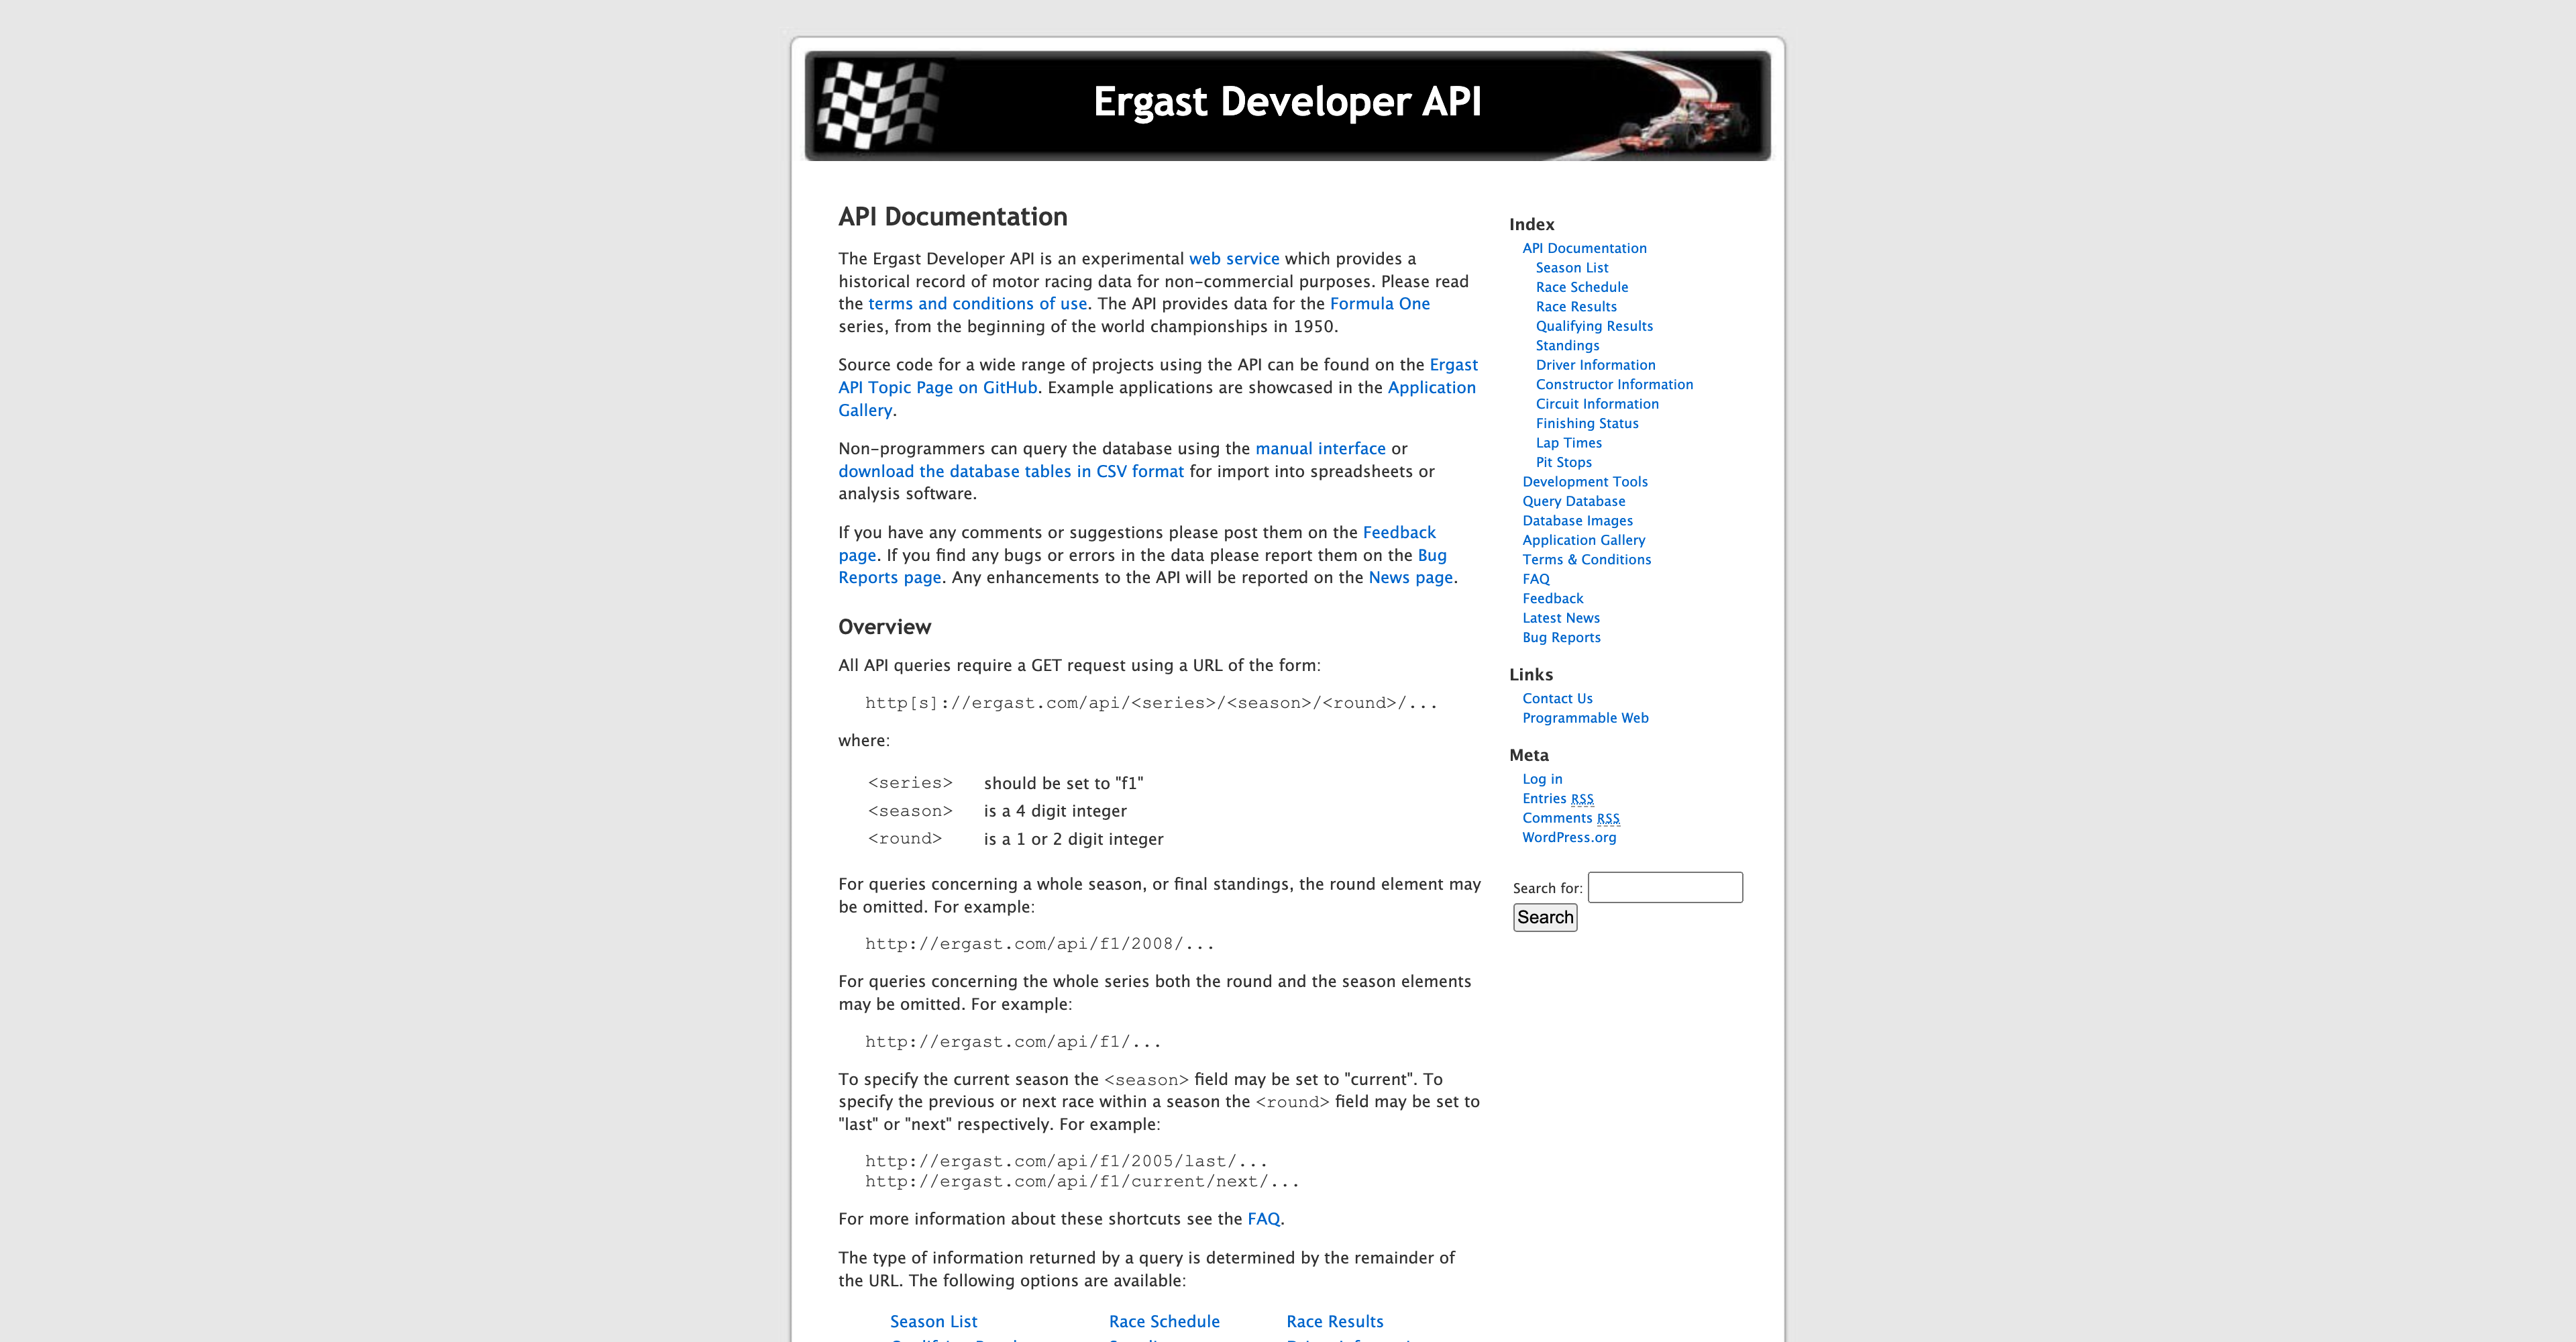 Ergast Developer API
API Documentation
The Ergast Developer API is an experimental web service which provides a
historical record of motor racing data for non-commercial purposes. Please read
the terms and conditions of use. The API provides data for the Formula One
series, from the beginning of the world championships in 1950.
Source code for a wide range of projects using the API can be found on the Ergast
API Topic Page on GitHub. Example applications are showcased in the Application
Gallery.
Non-programmers can query the database using the manual interface or
download the database tables in CSV format for import into spreadsheets or
analysis software.
If you have any comments or suggestions please post them on the Feedback
page. If you find any bugs or errors in the data please report them on the Bug
Reports page. Any enhancements to the API will be reported on the News page.
Overview
All API queries require a GET request using a URL of the form:
http[s]://ergast.com/api/<series>/<season>/<round>/...
where:
<series> should be set to "f1"
<season> is a 4 digit integer
<round> is a 1 or 2 digit integer
For queries concerning a whole season, or final standings, the round element may
be omitted. For example:
http://ergast.com/api/f1/2008/...
For queries concerning the whole series both the round and the season elements
may be omitted. For example:
http://ergast.com/api/f1/...
To specify the current season the <season> field may be set to "current". To
specify the previous or next race within a season the <round> field may be set to
"last" or "next" respectively. For example:
http://ergast.com/api/f1/2005/last/...
http://ergast.com/api/f1/current/next/...
For more information about these shortcuts see the FAQ.
The type of information returned by a query is determined by the remainder of
the URL. The following options are available:
Season List Race Schedule Race Results
Index
API Documentation
Season List
Race Schedule
Race Results
Qualifying Results
Standings
Driver Information
Constructor Information
Circuit Information
Finishing Status
Lap Times
Pit Stops
Development Tools
Query Database
Database Images
Application Gallery
Terms & Conditions
FAQ
Feedback
Latest News
Bug Reports
Links
Contact Us
Programmable Web
Meta
Log in
Entries RSS
Comments RSS
WordPress.org
Search for:
Search